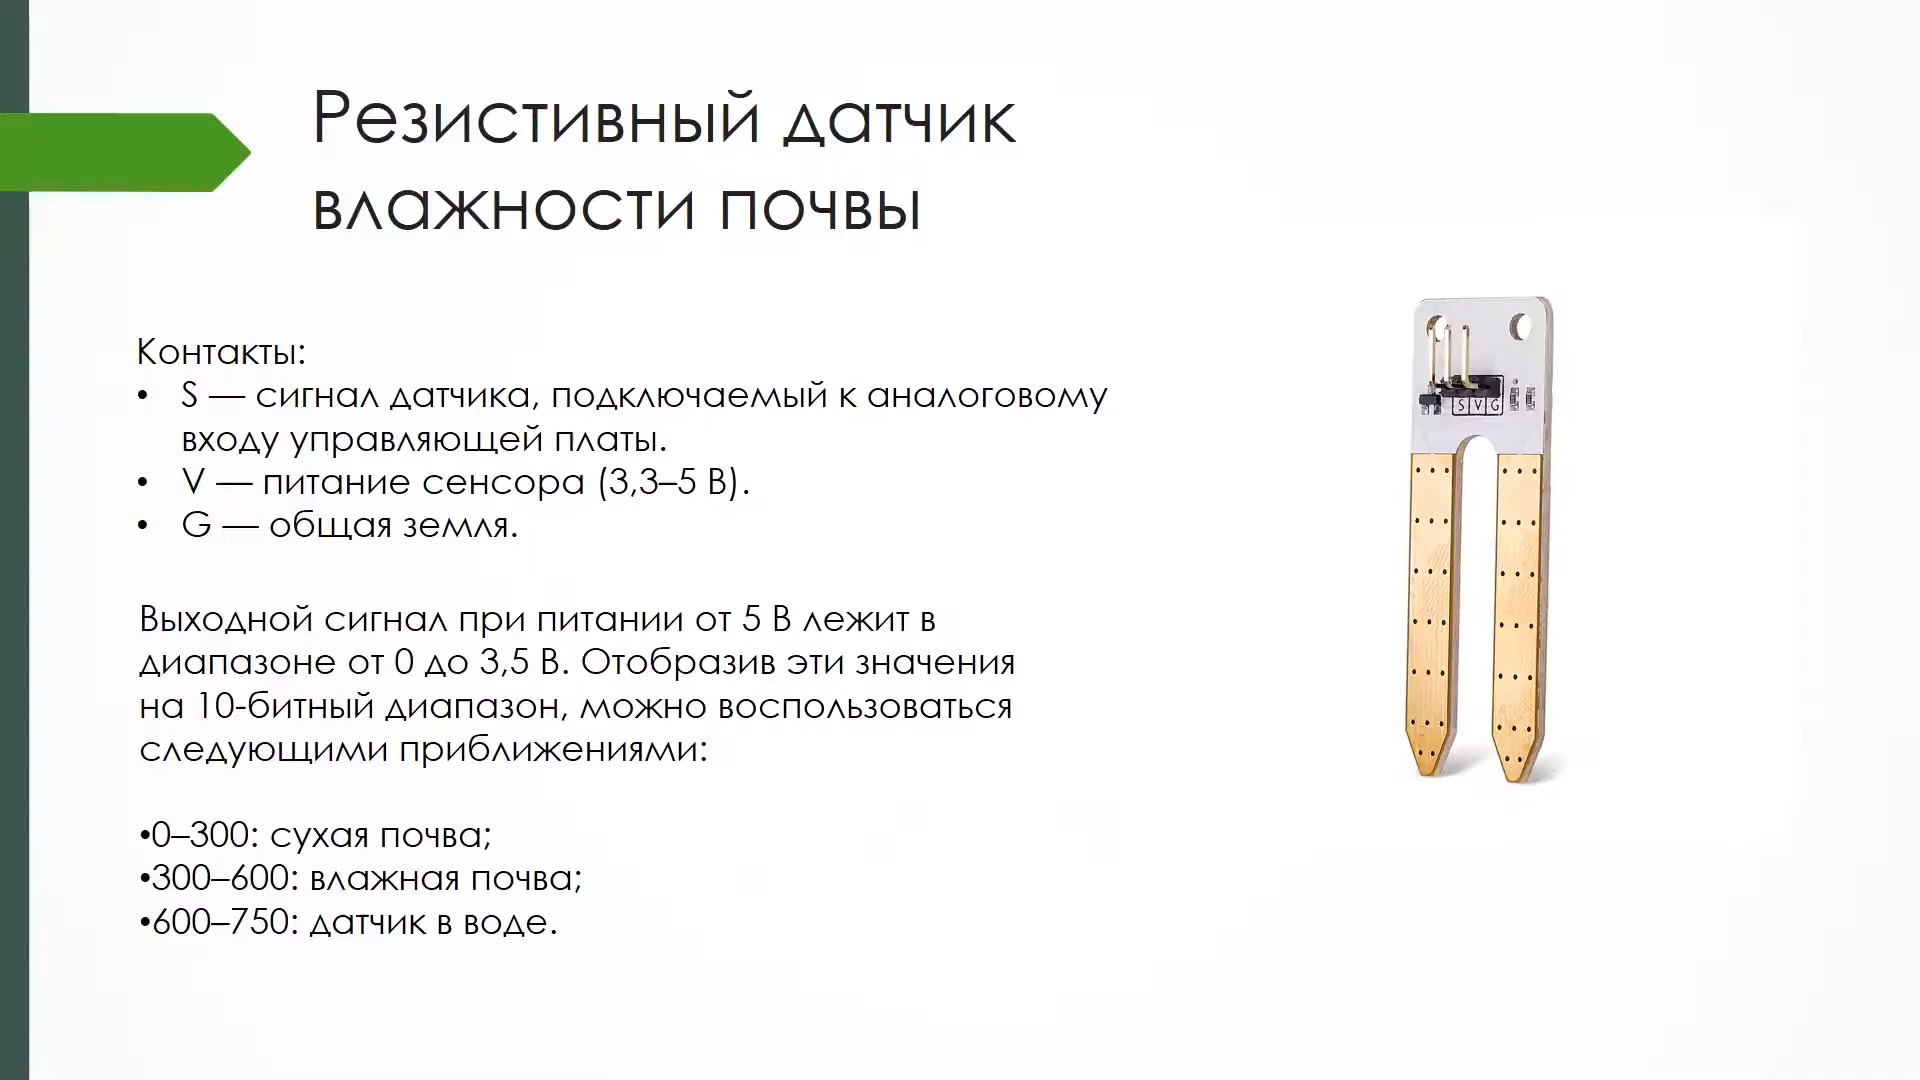 Резистивный датчик
влажности почвы
Контакты:
• S — сигнал датчика, подключаемый к аналоговому
входу управляющей платы.
• V — питание сенсора (3,3–5 В).
• G — общая земля.
Выходной сигнал при питании от 5 В лежит в
диапазоне от 0 до 3,5 В. Отобразив эти значения
на 10-битный диапазон, можно воспользоваться
следующими приближениями:
•0–300: сухая почва;
•300–600: влажная почва;
•600–750: датчик в воде.
S V G